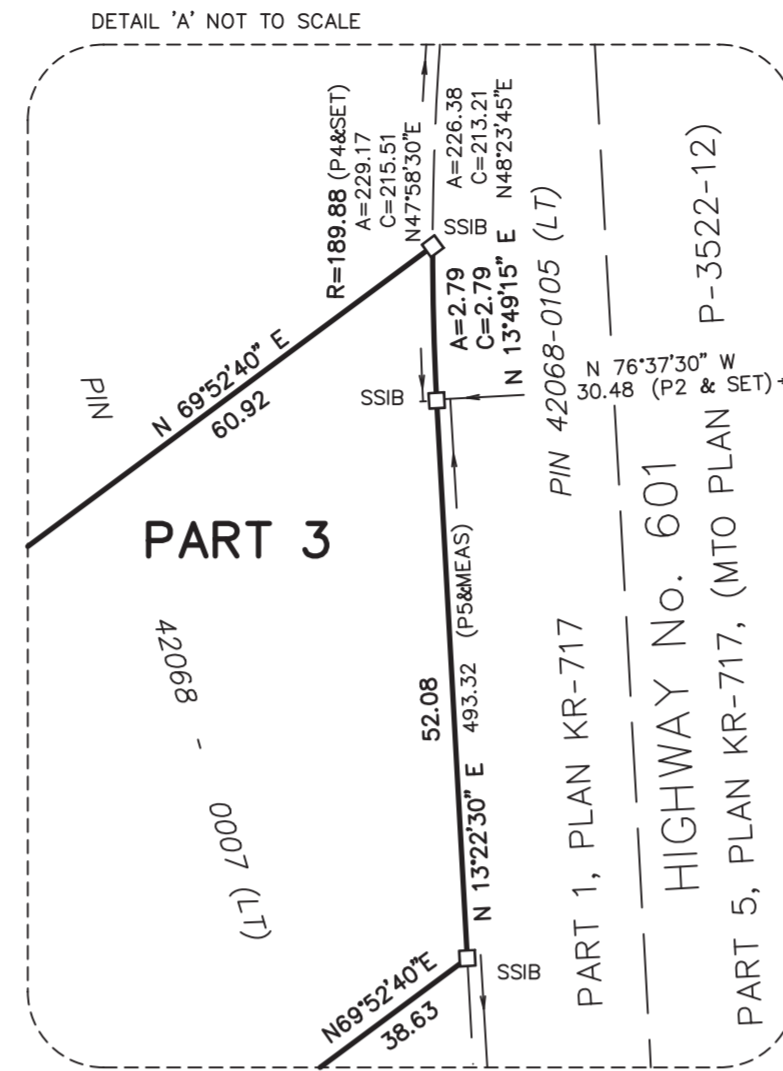 DETAIL 'A' NOT TO SCALE
R=189.88 (P4&SET)
A=229.17
C=215.51
N47°58'30"E
A=226.38
C=213.21
N48°23'45"E
SSIB
A=2.79
C=2.79
N 13°49'15" E
PIN 42068-0105 (LT)
N 76°37'30" W
30.48 (P2 & SET)
SSIB
N 69°52'40" E
60.92
PIN
42068 - 0007 (LT)
PART 3
52.08
493.32 (P5&MEAS)
N 13°22'30" E
PART 1, PLAN KR-717
HIGHWAY No. 601
PART 5, PLAN KR-717, (MTO PLAN P-3522-12)
SSIB
N69°52'40"E
38.63